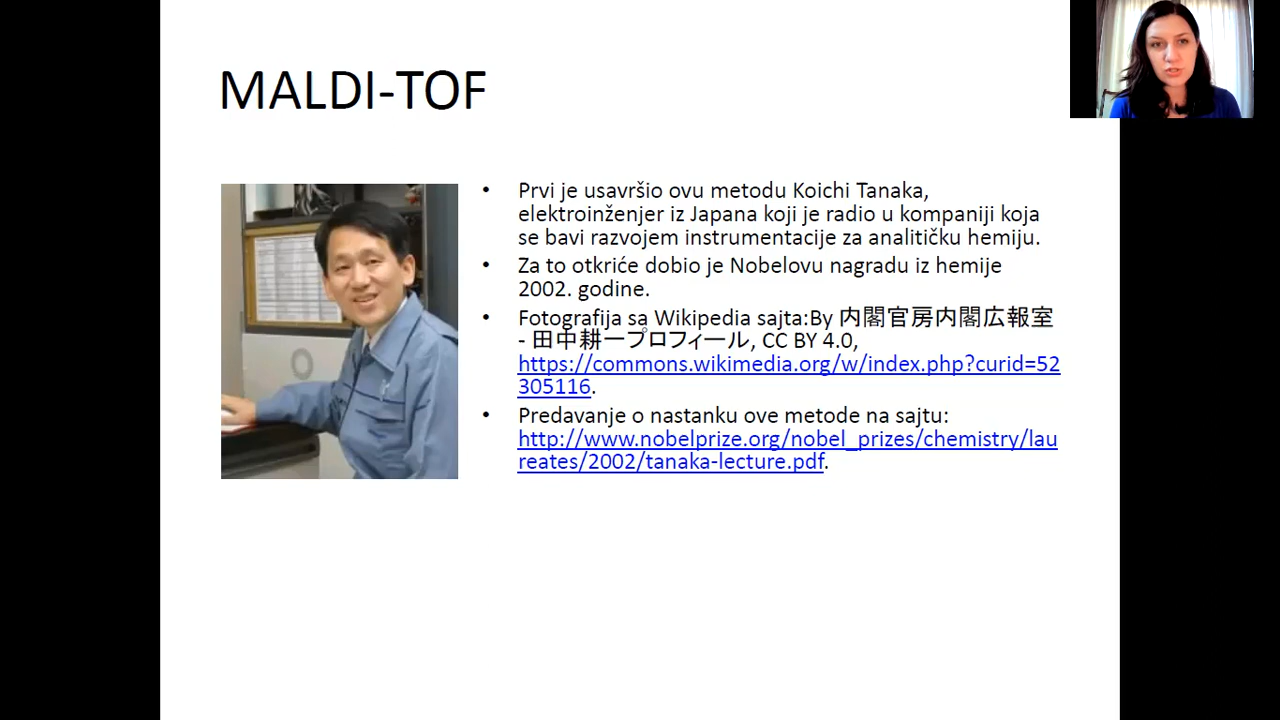 MALDI-TOF
• Prvi je usavršio ovu metodu Koichi Tanaka,
elektroinženjer iz Japana koji je radio u kompaniji koja
se bavi razvojem instrumentacije za analitičku hemiju.
• Za to otkriće dobio je Nobelovu nagradu iz hemije
2002. godine.
• Fotografija sa Wikipedia sajta:By 内閣官房内閣広報室
- 田中耕一プロフィール, CC BY 4.0,
https://commons.wikimedia.org/w/index.php?curid=52
305116.
• Predavanje o nastanku ove metode na sajtu:
http://www.nobelprize.org/nobel_prizes/chemistry/lau
reates/2002/tanaka-lecture.pdf.